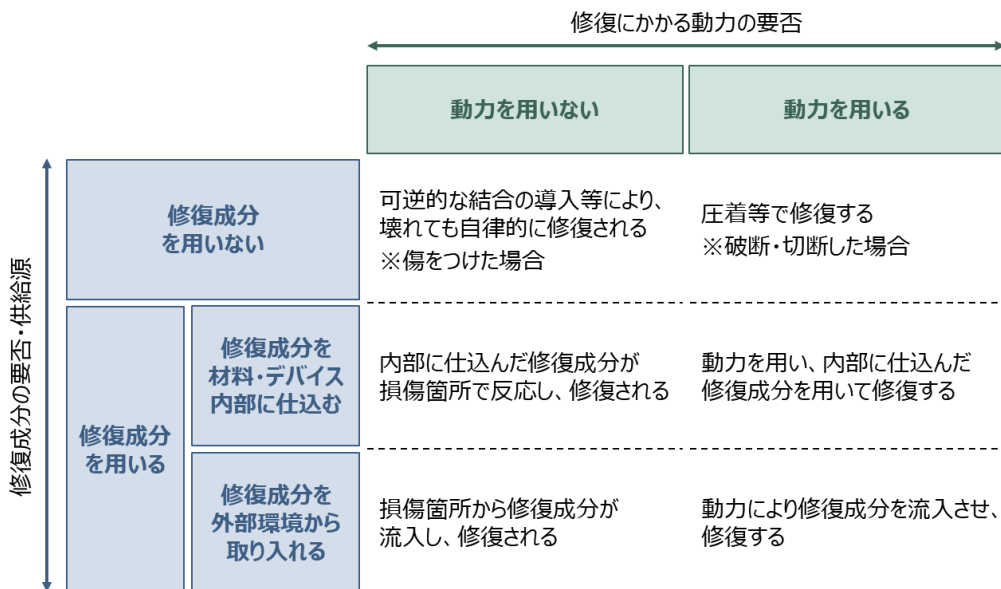 修復にかかる動力の要否
動力を用いない
動力を用いる
修復成分の要否・供給源
修復成分
を用いない
可逆的な結合の導入等により、
壊れても自律的に修復される
※傷をつけた場合
圧着等で修復する
※破断・切断した場合
修復成分
を用いる
修復成分を
材料・デバイス
内部に仕込む
内部に仕込んだ修復成分が
損傷箇所で反応し、修復される
動力を用い、内部に仕込んだ
修復成分を用いて修復する
修復成分を
外部環境から
取り入れる
損傷箇所から修復成分が
流入し、修復される
動力により修復成分を流入させ、
修復する